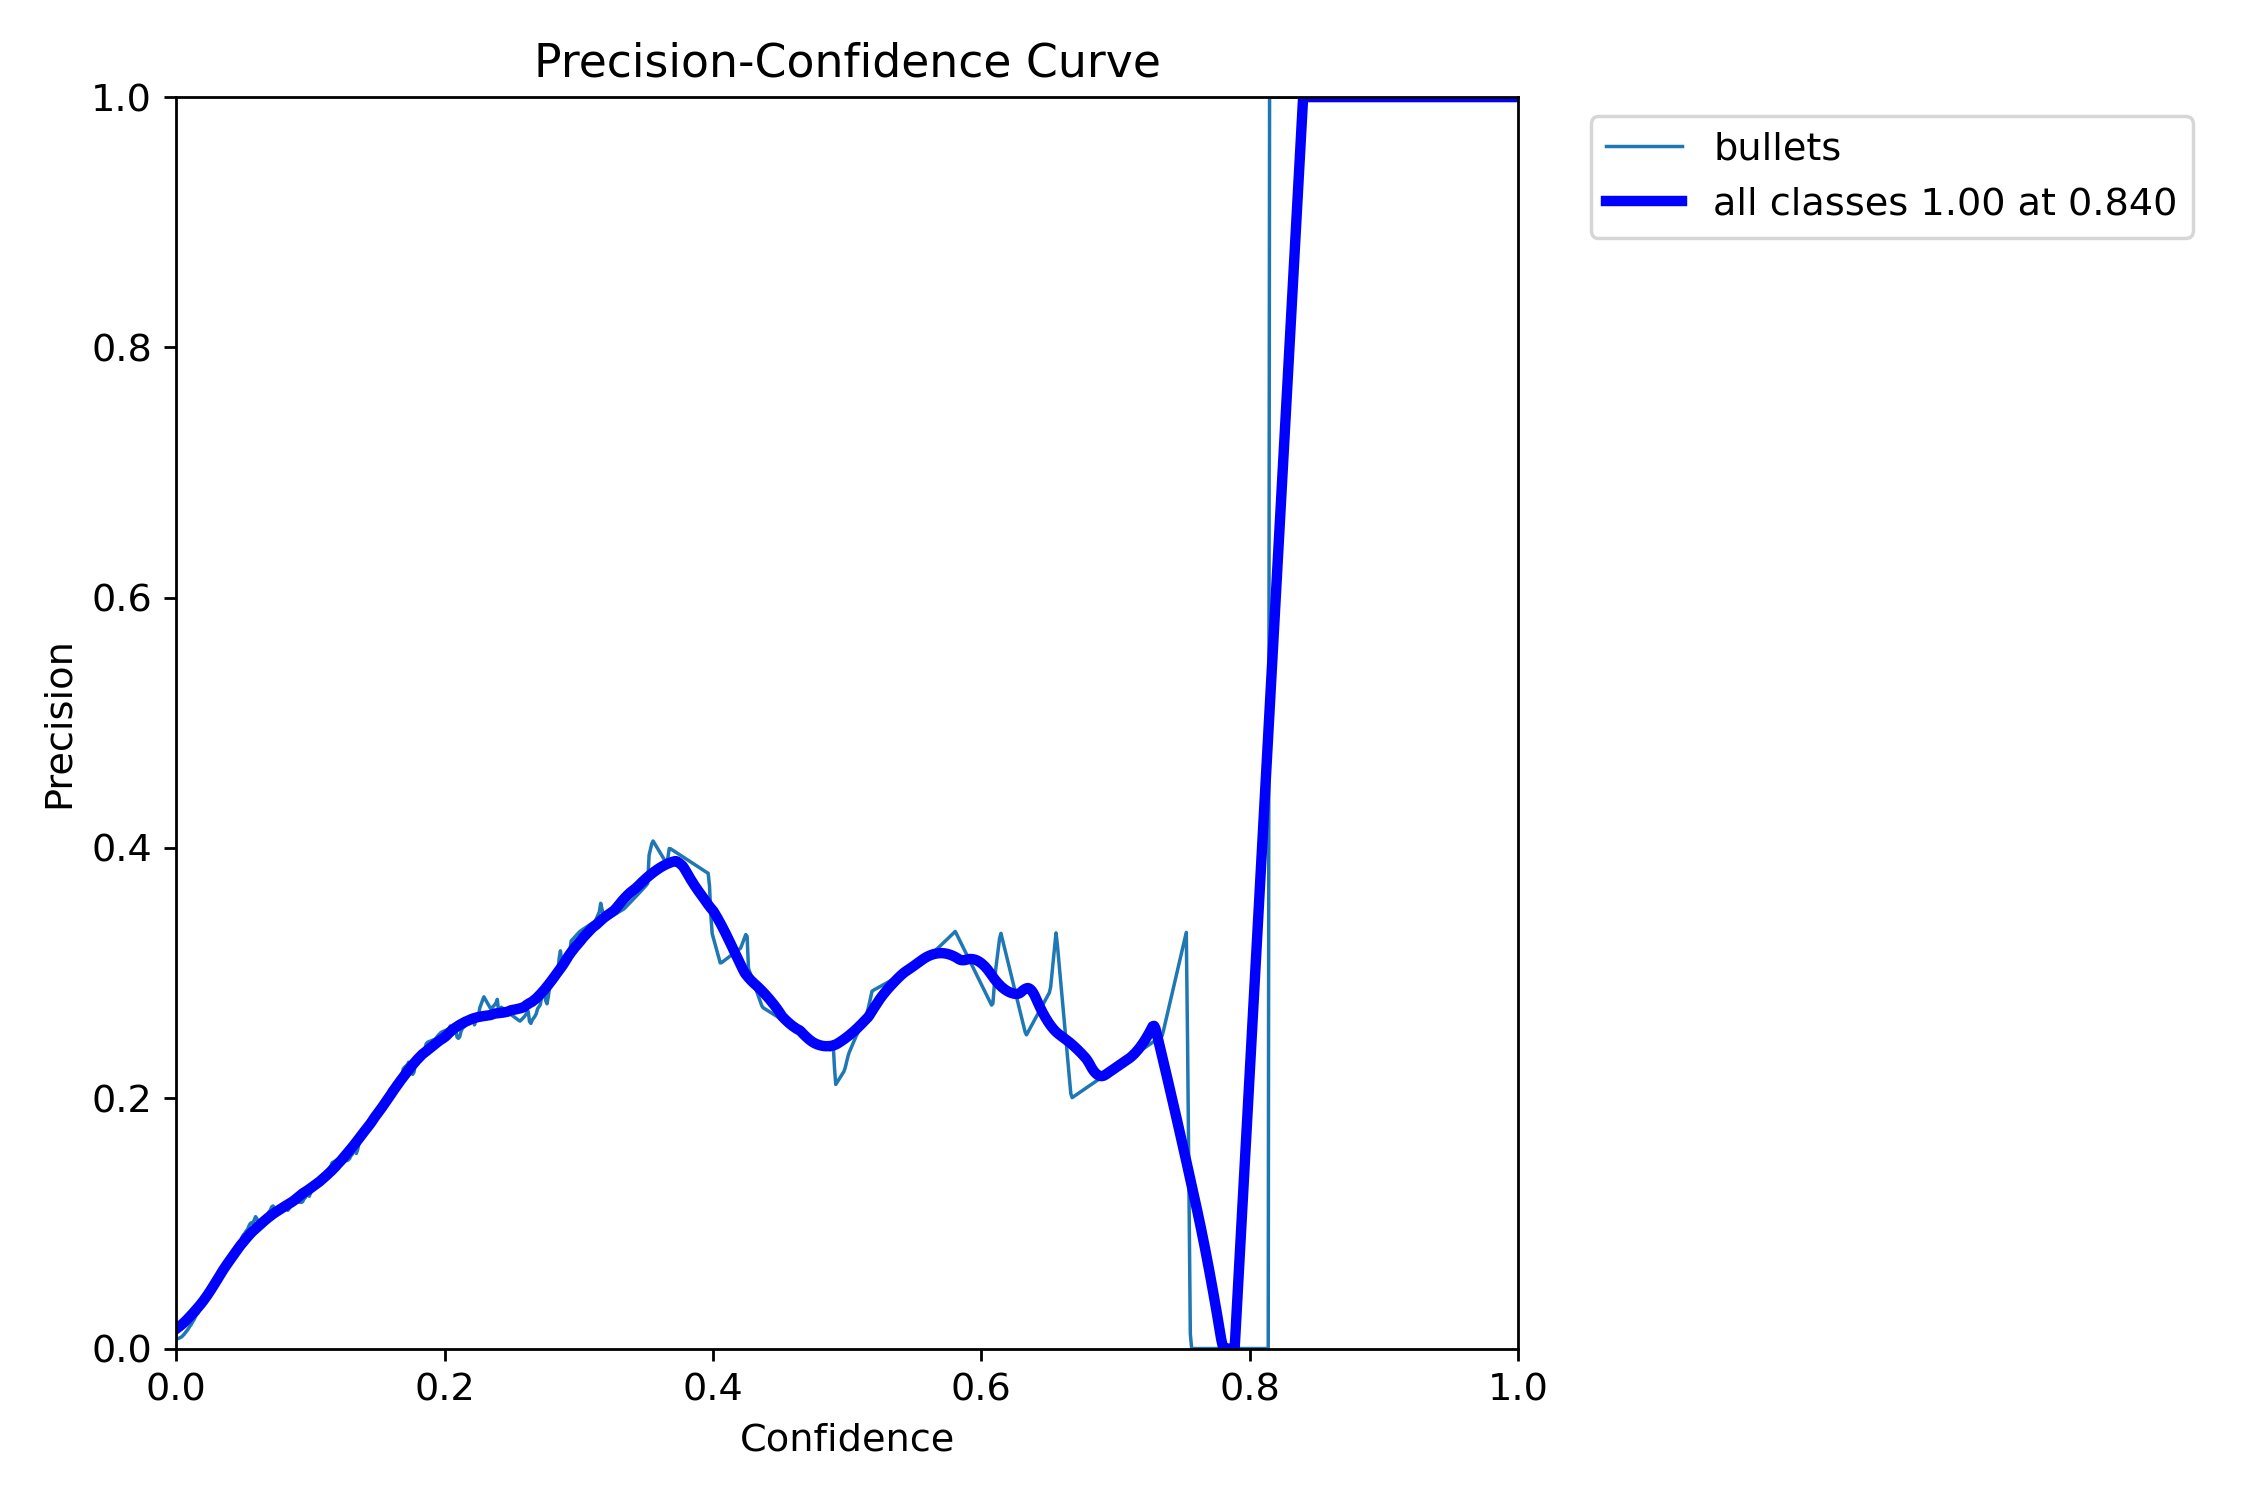 Precision-Confidence Curve
1.0
0.8
0.6
0.4
0.2
0.0
Precision
0.0 0.2 0.4 0.6 0.8 1.0
Confidence
bullets
all classes 1.00 at 0.840